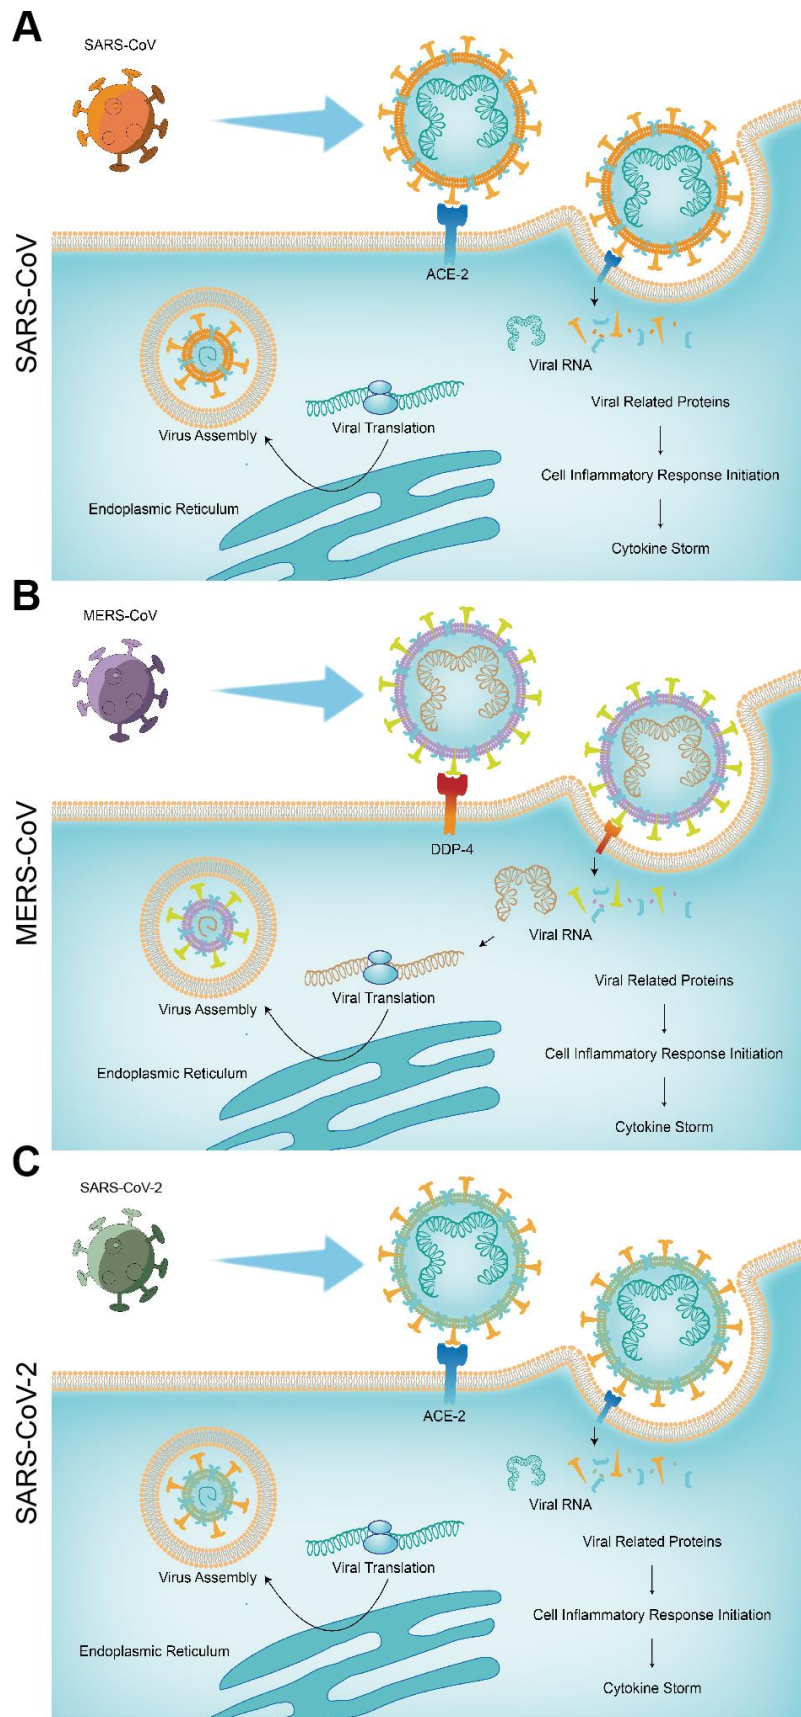 A
SARS-CoV
SARS-CoV
ACE-2
Viral RNA
Viral Related Proteins
Virus Assembly
Viral Translation
Cell Inflammatory Response Initiation
Endoplasmic Reticulum
Cytokine Storm
B
MERS-CoV
MERS-CoV
DDP-4
Viral RNA
Viral Related Proteins
Virus Assembly
Viral Translation
Cell Inflammatory Response Initiation
Endoplasmic Reticulum
Cytokine Storm
C
SARS-CoV-2
SARS-CoV-2
ACE-2
Viral RNA
Viral Related Proteins
Virus Assembly
Viral Translation
Cell Inflammatory Response Initiation
Endoplasmic Reticulum
Cytokine Storm